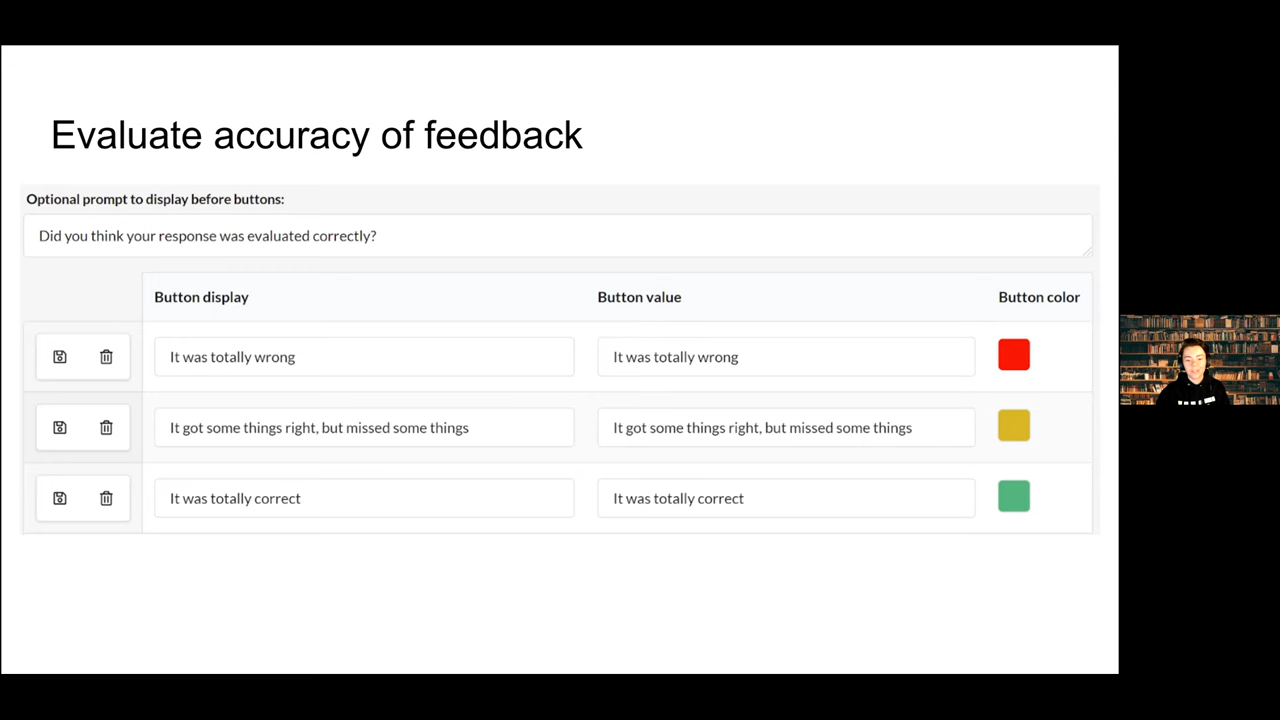 Evaluate accuracy of feedback
Optional prompt to display before buttons:
Did you think your response was evaluated correctly?
Button display Button value Button color
It was totally wrong It was totally wrong
It got some things right, but missed some things It got some things right, but missed some things
It was totally correct It was totally correct